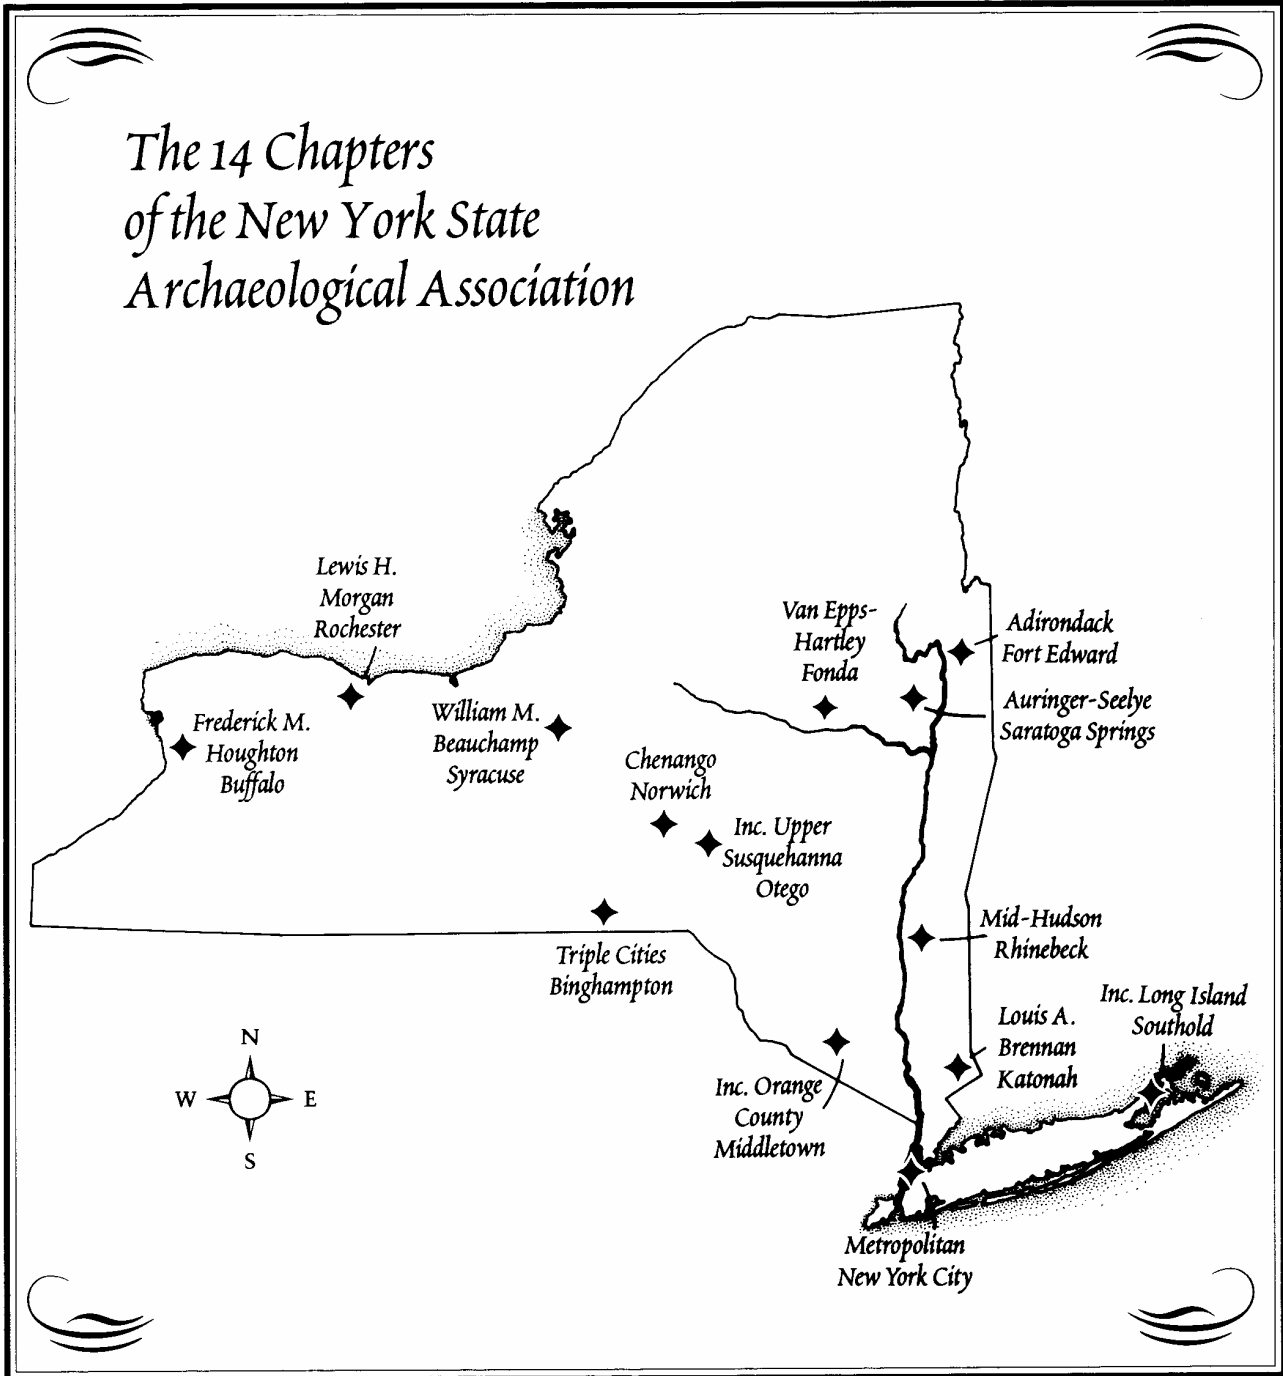 The 14 Chapters
of the New York State
Archaeological Association
Lewis H.
Morgan
Rochester
Van Epps-
Hartley
Fonda
Adirondack
Fort Edward
Auringer-Seelye
Saratoga Springs
Frederick M.
Houghton
Buffalo
William M.
Beauchamp
Syracuse
Chenango
Norwich
Inc. Upper
Susquehanna
Otego
Mid-Hudson
Rhinebeck
Triple Cities
Binghampton
Inc. Long Island
Southold
Louis A.
Brennan
Katonah
Inc. Orange
County
Middletown
N
W
E
S
Metropolitan
New York City